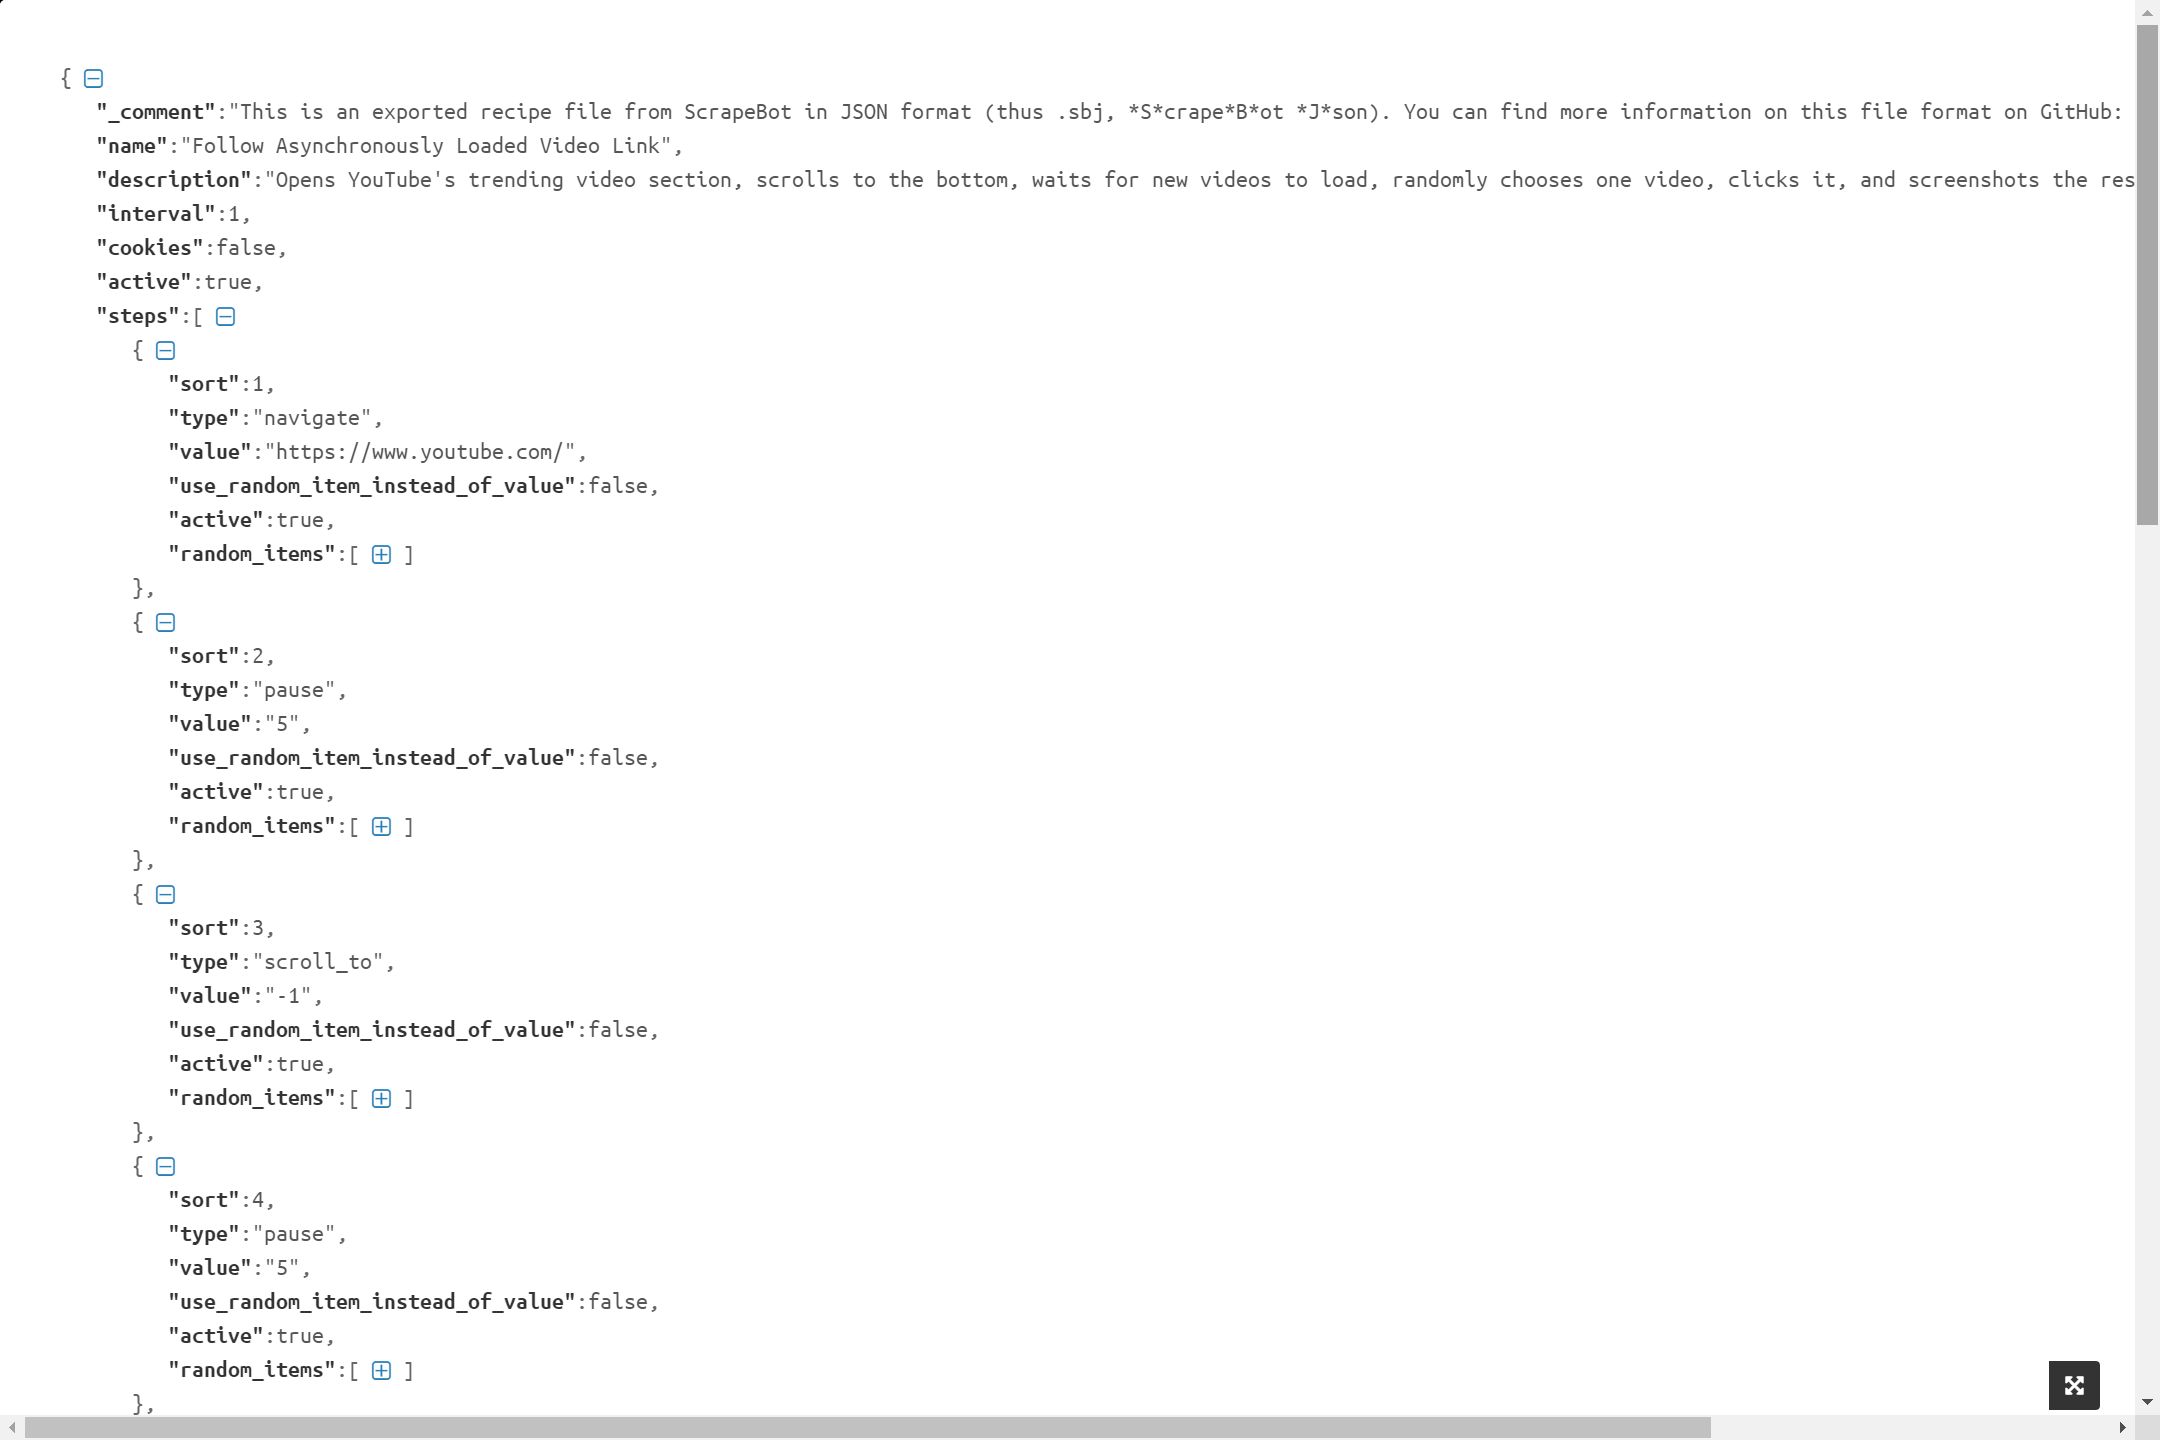 {
"_comment":"This is an exported recipe file from ScrapeBot in JSON format (thus .sbj, *S*crape*B*ot *J*son). You can find more information on this file format on GitHub:
"name":"Follow Asynchronously Loaded Video Link",
"description":"Opens YouTube's trending video section, scrolls to the bottom, waits for new videos to load, randomly chooses one video, clicks it, and screenshots the res
"interval":1,
"cookies":false,
"active":true,
"steps":[
{
"sort":1,
"type":"navigate",
"value":"https://www.youtube.com/",
"use_random_item_instead_of_value":false,
"active":true,
"random_items":[ ]
},
{
"sort":2,
"type":"pause",
"value":"5",
"use_random_item_instead_of_value":false,
"active":true,
"random_items":[ ]
},
{
"sort":3,
"type":"scroll_to",
"value":"-1",
"use_random_item_instead_of_value":false,
"active":true,
"random_items":[ ]
},
{
"sort":4,
"type":"pause",
"value":"5",
"use_random_item_instead_of_value":false,
"active":true,
"random_items":[ ]
},